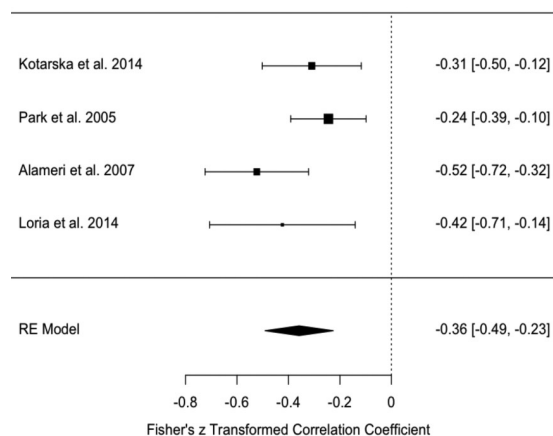 Kotarska et al. 2014 -0.31 [-0.50, -0.12]
Park et al. 2005 -0.24 [-0.39, -0.10]
Alameri et al. 2007 -0.52 [-0.72, -0.32]
Loria et al. 2014 -0.42 [-0.71, -0.14]
RE Model -0.36 [-0.49, -0.23]
-0.8 -0.6 -0.4 -0.2 0
Fisher's z Transformed Correlation Coefficient